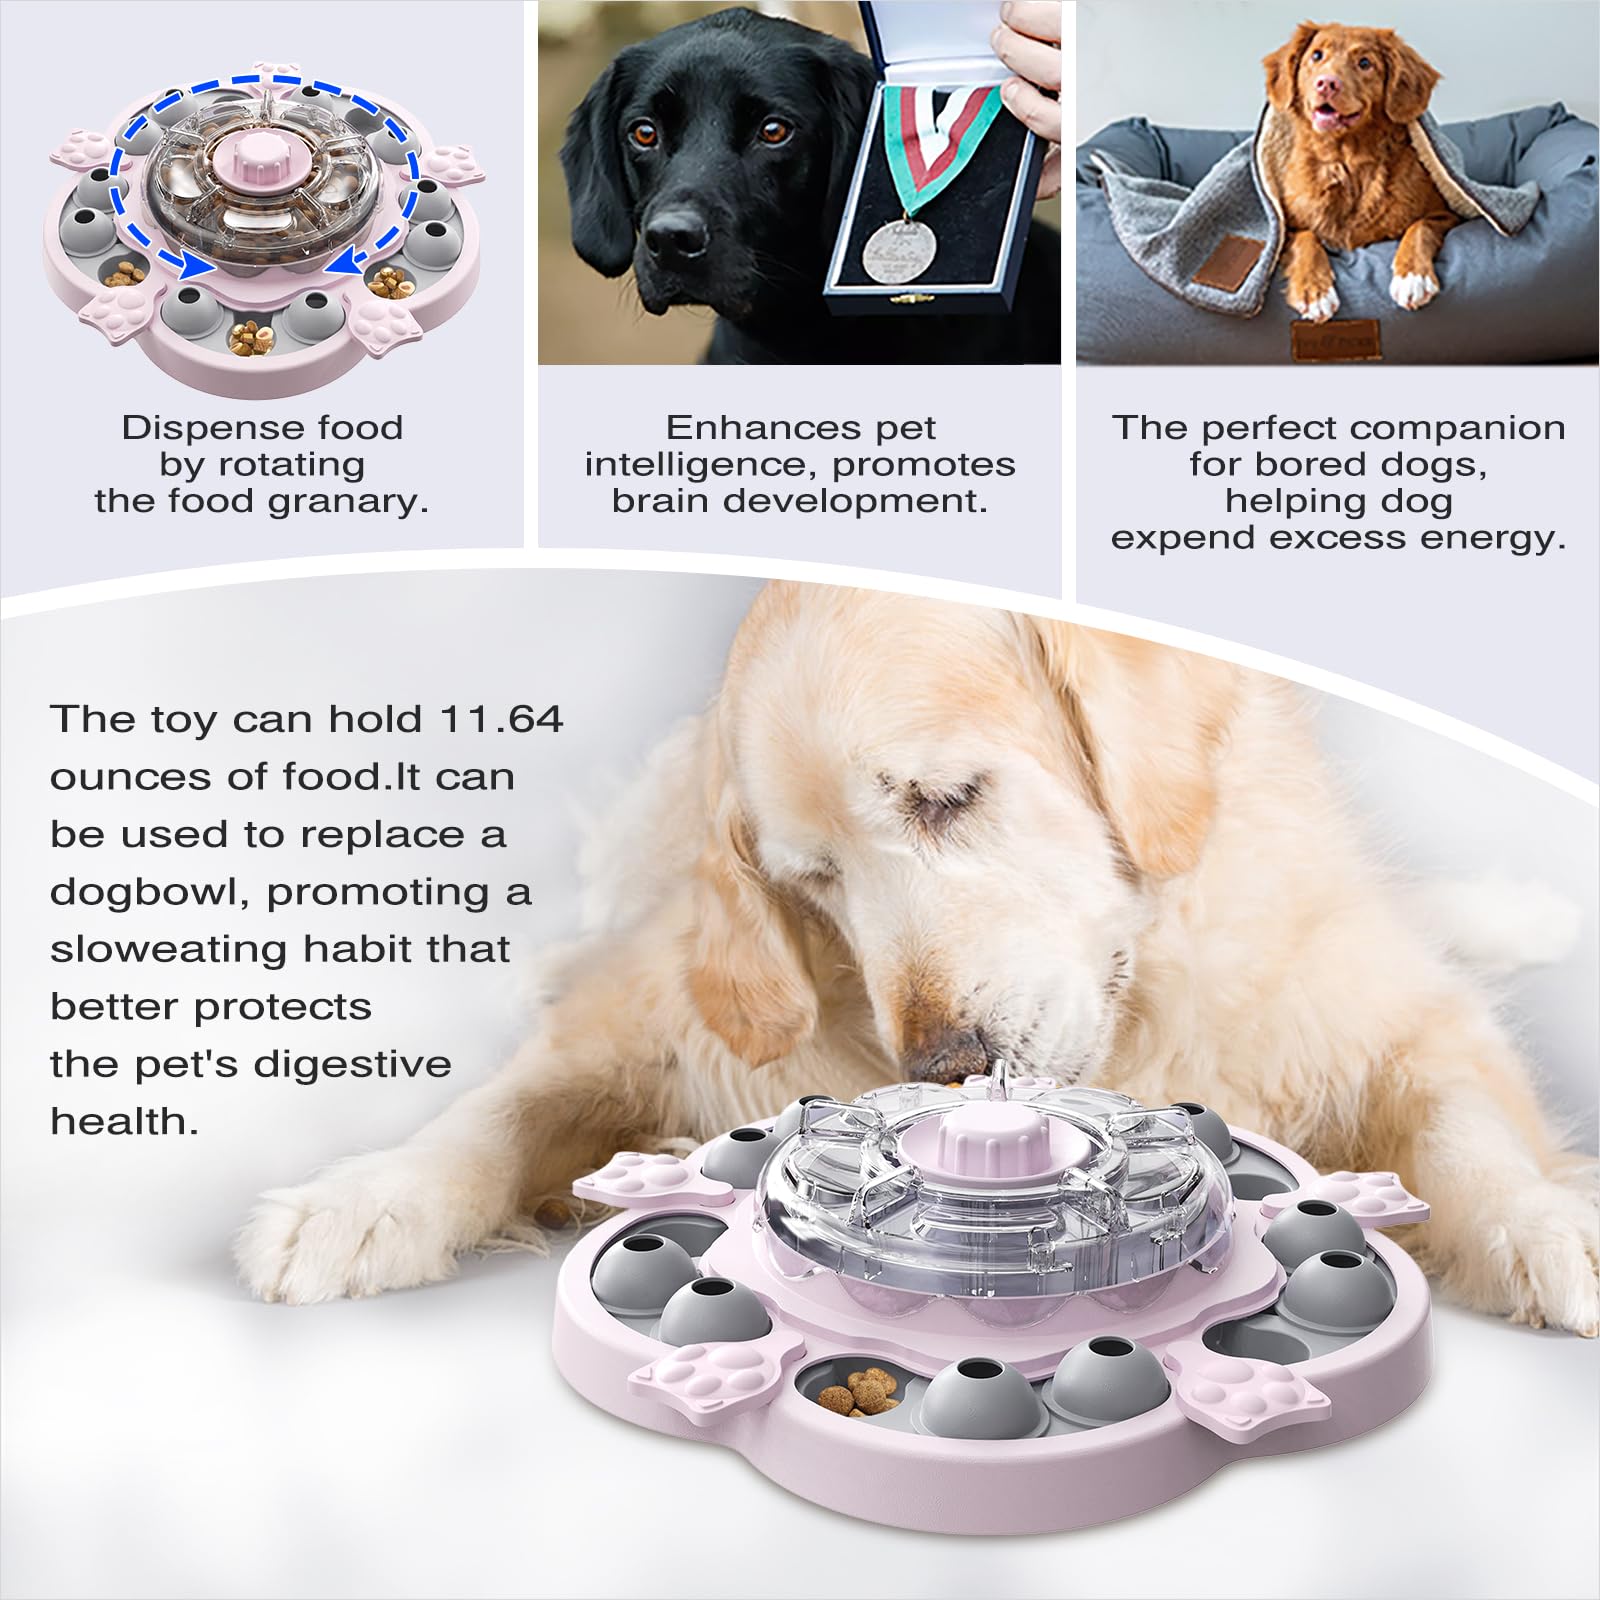 Dispense food
by rotating
the food granary.
Enhances pet
intelligence, promotes
brain development.
The perfect companion
for bored dogs,
helping dog
expend excess energy.
The toy can hold 11.64
ounces of food.It can
be used to replace a
dogbowl, promoting a
sloweating habit that
better protects
the pet's digestive
health.